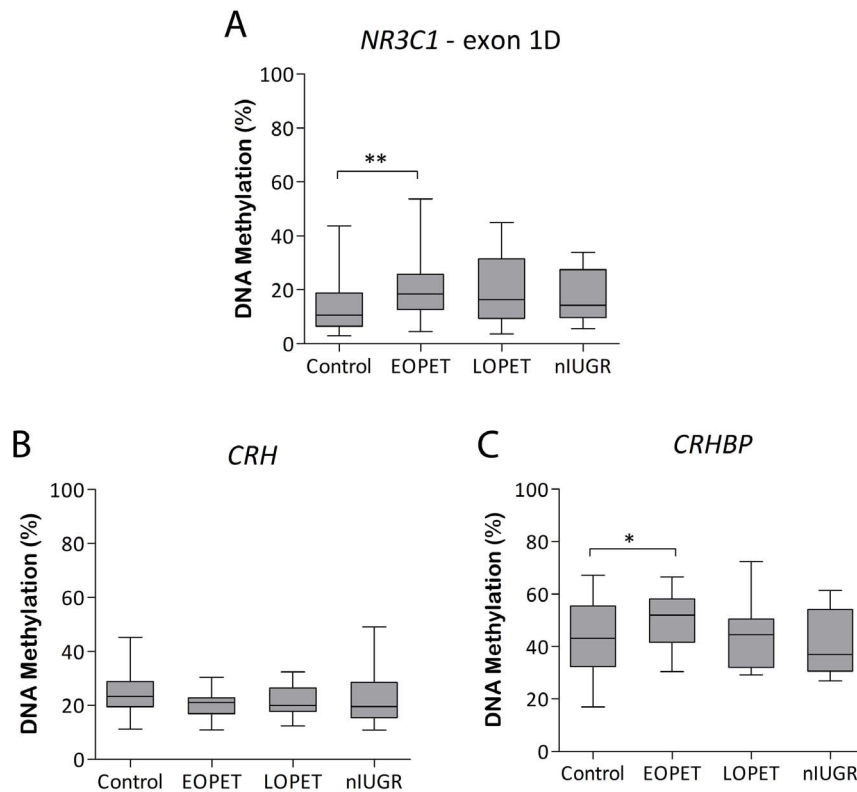 A
NR3C1 - exon 1D
DNA Methylation (%)
100
80
60
40
20
0
**
Control EOPET LOPET nIUGR
B
CRH
DNA Methylation (%)
100
80
60
40
20
0
Control EOPET LOPET nIUGR
C
CRHBP
DNA Methylation (%)
100
80
60
40
20
0
*
Control EOPET LOPET nIUGR